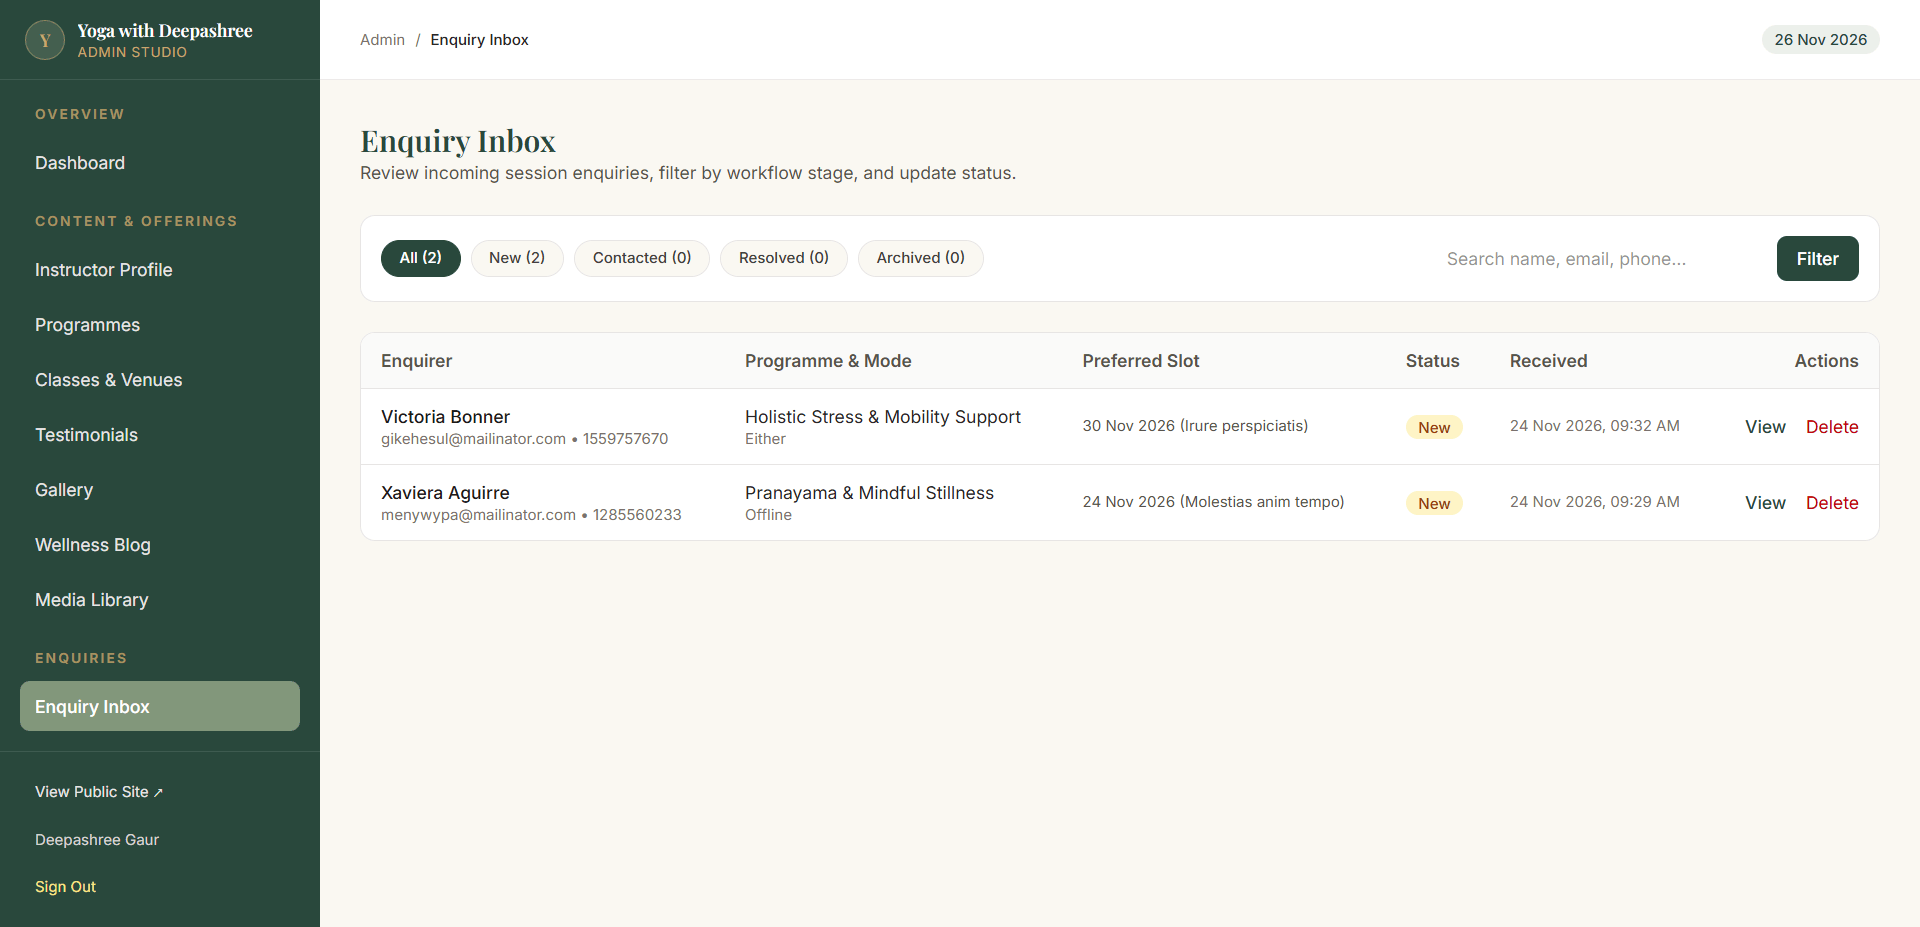 Y
Yoga with Deepashree
ADMIN STUDIO
OVERVIEW
Dashboard
CONTENT & OFFERINGS
Instructor Profile
Programmes
Classes & Venues
Testimonials
Gallery
Wellness Blog
Media Library
ENQUIRIES
Enquiry Inbox
View Public Site ↗
Deepashree Gaur
Sign Out
Admin / Enquiry Inbox
26 Nov 2026
Enquiry Inbox
Review incoming session enquiries, filter by workflow stage, and update status.
All (2) New (2) Contacted (0) Resolved (0) Archived (0) Search name, email, phone... Filter
Enquirer Programme & Mode Preferred Slot Status Received Actions
Victoria Bonner Holistic Stress & Mobility Support 30 Nov 2026 (Irure perspiciatis) New 24 Nov 2026, 09:32 AM View Delete
gikehesul@mailinator.com • 1559757670 Either
Xaviera Aguirre Pranayama & Mindful Stillness 24 Nov 2026 (Molestias anim tempo) New 24 Nov 2026, 09:29 AM View Delete
menywypa@mailinator.com • 1285560233 Offline